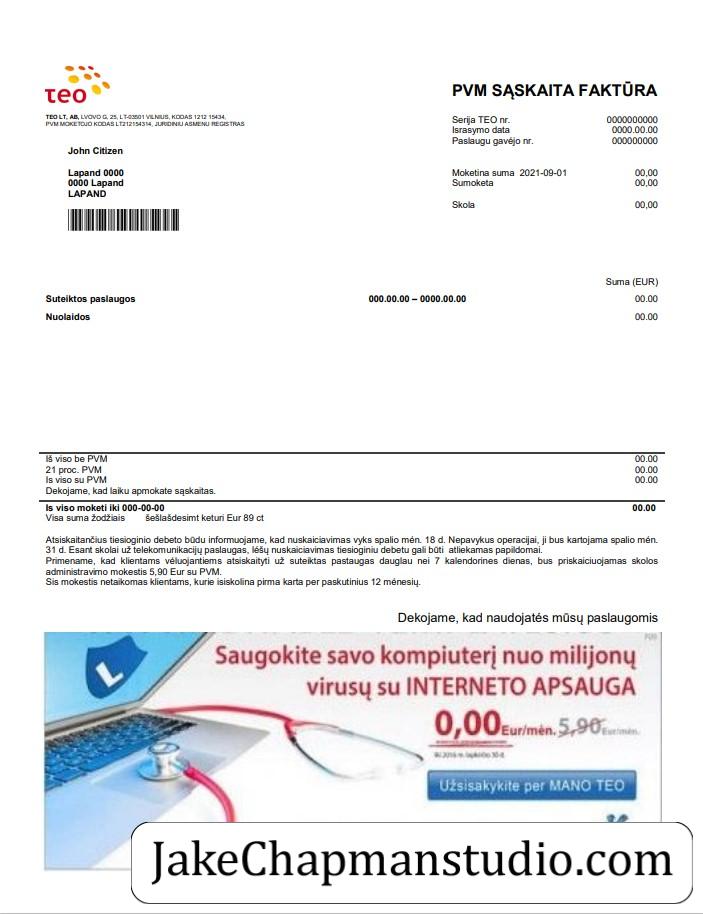 teo
PVM SĄSKAITA FAKTŪRA
TEO LT, AB, LVOVO G, 25, LT-03501 VILNIUS, KODAS 1212 15434,
PVM MOKETOJO KODAS LT212154314, JURIDINIU ASMENU REGISTRAS
Serija TEO nr. 0000000000
Israsymo data 0000.00.00
Paslaugu gavėjo nr. 000000000
John Citizen
Lapand 0000
0000 Lapand
LAPAND
Moketina suma 2021-09-01 00,00
Sumoketa 00,00
Skola 00,00
Suma (EUR)
Suteiktos paslaugos 000.00.00 – 0000.00.00 00.00
Nuolaidos 00.00
Iš viso be PVM 00.00
21 proc. PVM 00.00
Is viso su PVM 00.00
Dekojame, kad laiku apmokate sąskaitas.
Is viso moketi iki 000-00-00 00.00
Visa suma žodžiais šešlašdesimt keturi Eur 89 ct
Atsiskaitančius tiesioginio debeto būdu informuojame, kad nuskaiciavimas vyks spalio mėn. 18 d. Nepavykus operacijai, ji bus kartojama spalio mėn.
31 d. Esant skolai už telekomunikacijų paslaugas, lėšų nuskaiciavimas tiesioginiu debetu gali būti atliekamas papildomai.
Primename, kad klientams vėluojantiems atsiskaityti už suteiktas pastaugas dauglau nei 7 kalendorines dienas, bus priskaiciuojamas skolos
administravimo mokestis 5,90 Eur su PVM.
Sis mokestis netaikomas klientams, kurie isiskolina pirma karta per paskutinius 12 mėnesių.
Dekojame, kad naudojatės mūsų paslaugomis
Saugokite savo kompiuterį nuo milijonų
virusų su INTERNETO APSAUGA
0,00 Eur/mėn. 5,90 Eur/mėn.
Iki 2016 m. lapkričio 30 d.
Užsisakykite per MANO TEO
JakeChapmanstudio.com